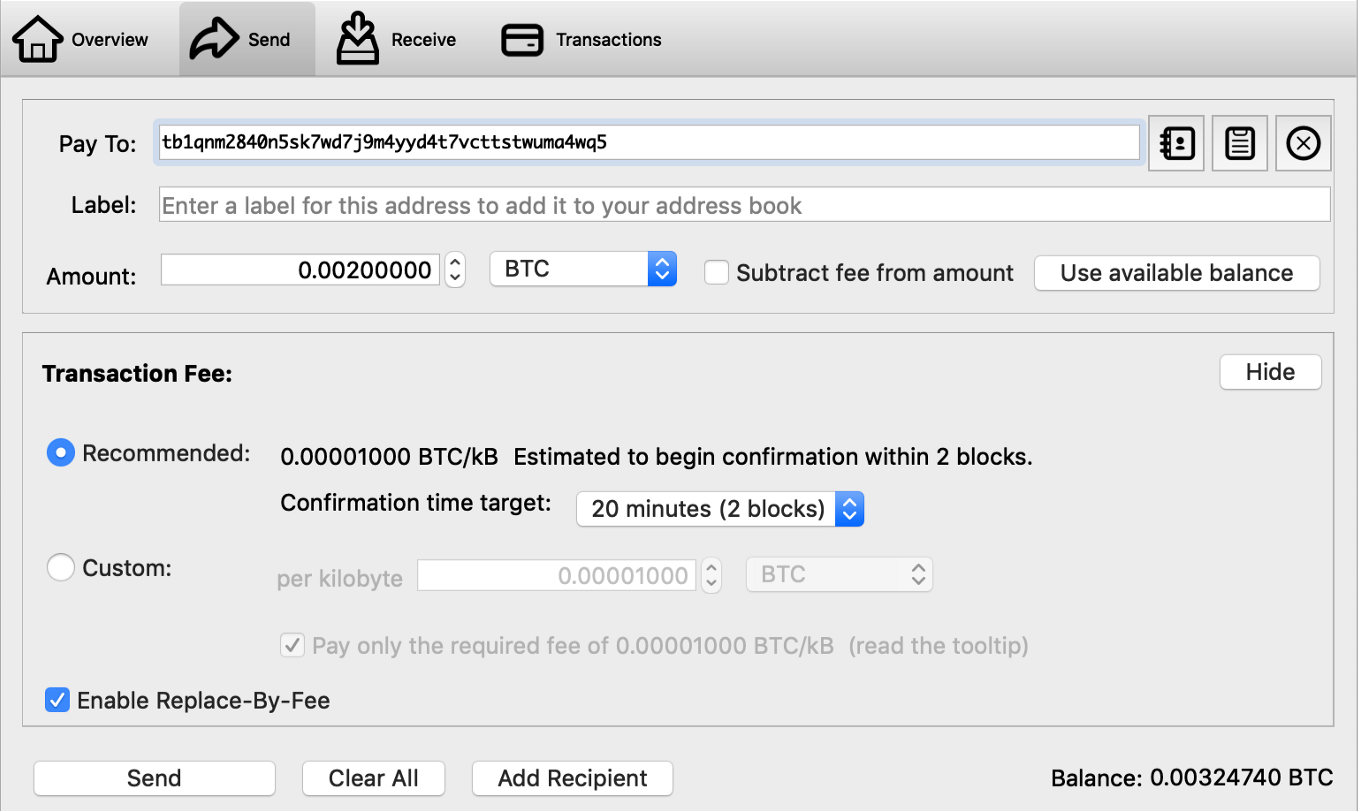 Overview Send Receive Transactions
Pay To: tb1qnm2840n5sk7wd7j9m4yyd4t7vcttstwuma4wq5
Label: Enter a label for this address to add it to your address book
Amount: 0.00200000 BTC Subtract fee from amount Use available balance
Transaction Fee: Hide
Recommended: 0.00001000 BTC/kB Estimated to begin confirmation within 2 blocks.
Confirmation time target: 20 minutes (2 blocks)
Custom: per kilobyte 0.00001000 BTC
Pay only the required fee of 0.00001000 BTC/kB (read the tooltip)
Enable Replace-By-Fee
Send Clear All Add Recipient Balance: 0.00324740 BTC